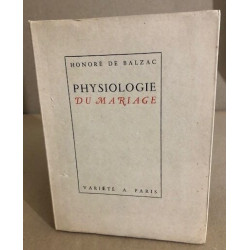 HONORÉ DE BALZAC
PHYSIOLOGIE
DU MARIAGE
VARIÉTÉ A PARIS